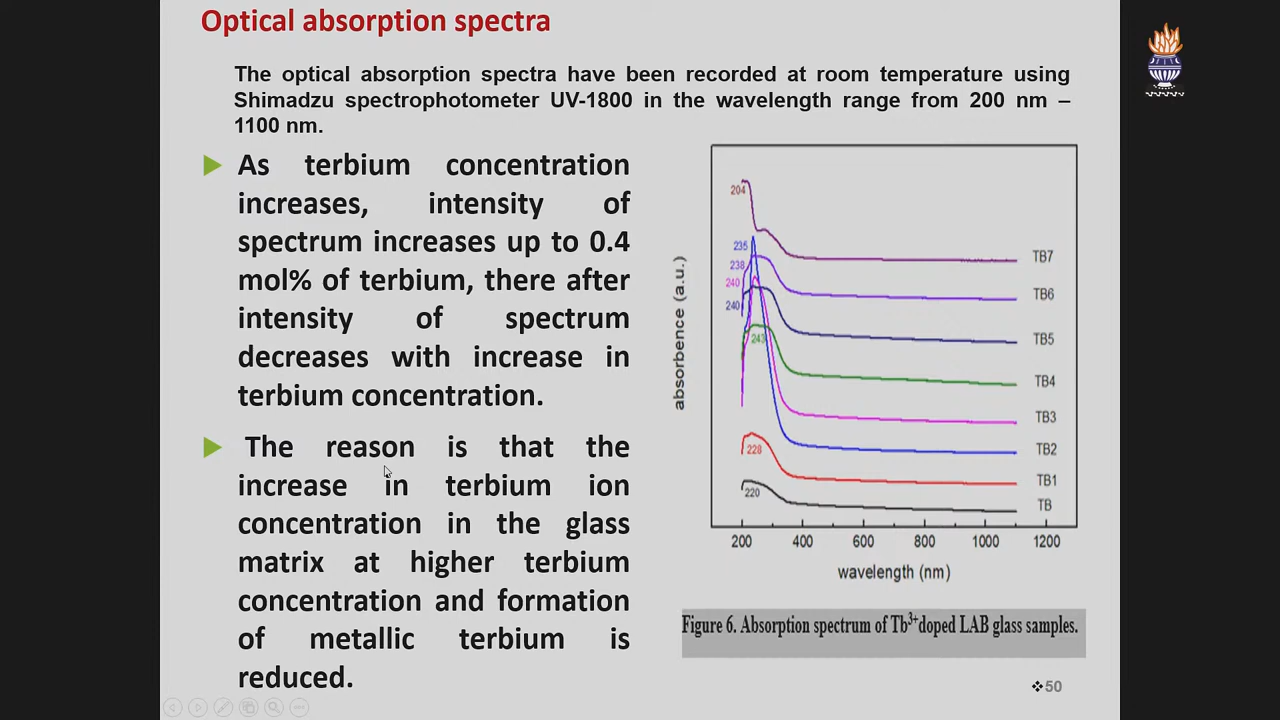 Optical absorption spectra
The optical absorption spectra have been recorded at room temperature using
Shimadzu spectrophotometer UV-1800 in the wavelength range from 200 nm –
1100 nm.
As terbium concentration
increases, intensity of
spectrum increases up to 0.4
mol% of terbium, there after
intensity of spectrum
decreases with increase in
terbium concentration.
The reason is that the
increase in terbium ion
concentration in the glass
matrix at higher terbium
concentration and formation
of metallic terbium is
reduced.
absorbence (a.u.)
204
235
238
240
240
243
228
220
TB7
TB6
TB5
TB4
TB3
TB2
TB1
TB
200 400 600 800 1000 1200
wavelength (nm)
Figure 6. Absorption spectrum of Tb3+doped LAB glass samples.
❖50